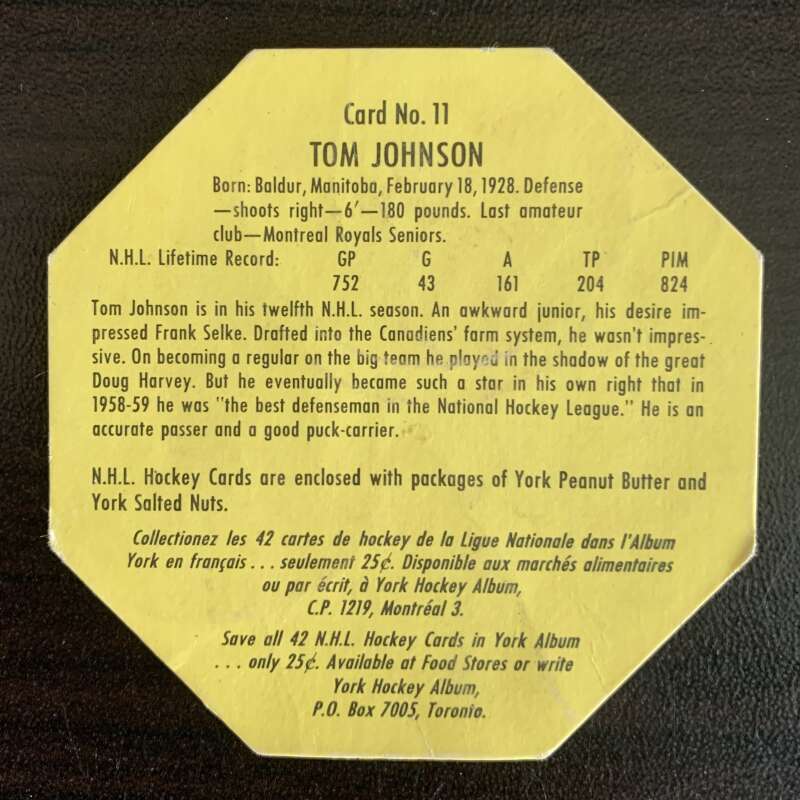 Card No. 11
TOM JOHNSON
Born: Baldur, Manitoba, February 18, 1928. Defense
—shoots right—6'—180 pounds. Last amateur
club—Montreal Royals Seniors.
N.H.L. Lifetime Record: GP G A TP PIM
752 43 161 204 824
Tom Johnson is in his twelfth N.H.L. season. An awkward junior, his desire im-
pressed Frank Selke. Drafted into the Canadiens' farm system, he wasn't impres-
sive. On becoming a regular on the big team he played in the shadow of the great
Doug Harvey. But he eventually became such a star in his own right that in
1958-59 he was "the best defenseman in the National Hockey League." He is an
accurate passer and a good puck-carrier.
N.H.L. Hockey Cards are enclosed with packages of York Peanut Butter and
York Salted Nuts.
Collectionez les 42 cartes de hockey de la Ligue Nationale dans l'Album
York en français . . . seulement 25¢. Disponible aux marchés alimentaires
ou par écrit, à York Hockey Album,
C.P. 1219, Montréal 3.
Save all 42 N.H.L. Hockey Cards in York Album
. . . only 25¢. Available at Food Stores or write
York Hockey Album,
P.O. Box 7005, Toronto.